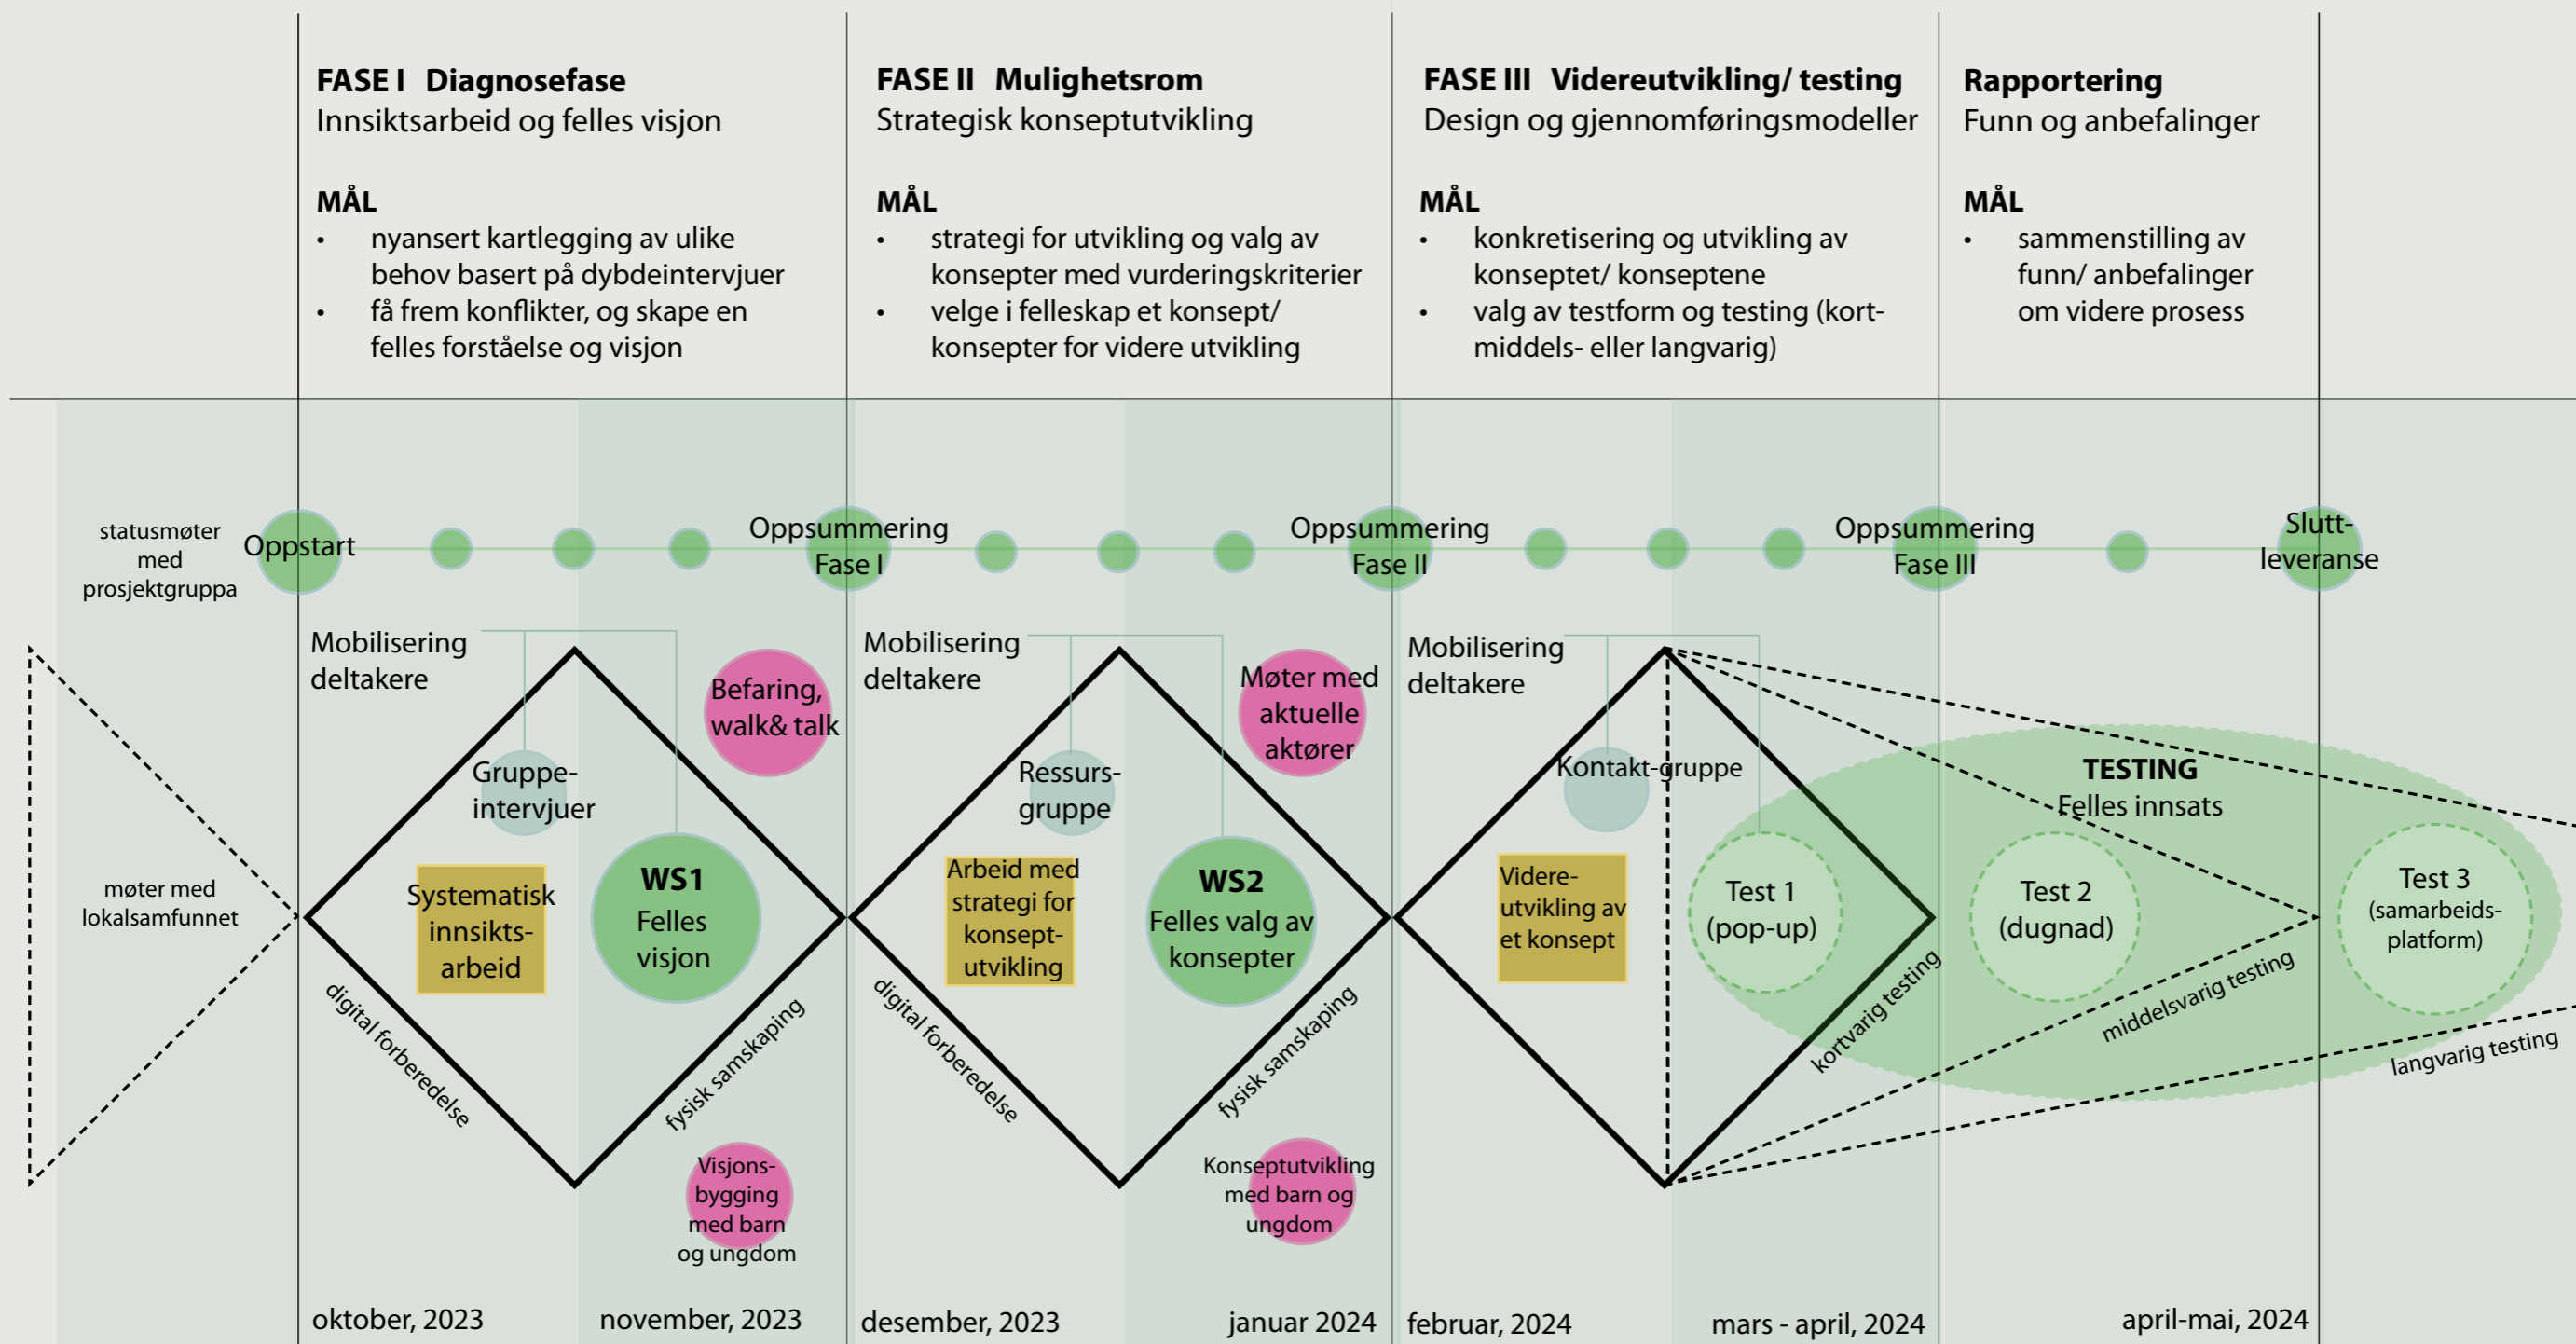 FASE I Diagnosefase
Innsiktsarbeid og felles visjon
MÅL
• nyansert kartlegging av ulike
behov basert på dybdeintervjuer
• få frem konflikter, og skape en
felles forståelse og visjon
FASE II Mulighetsrom
Strategisk konseptutvikling
MÅL
• strategi for utvikling og valg av
konsepter med vurderingskriterier
• velge i felleskap et konsept/
konsepter for videre utvikling
FASE III Videreutvikling/ testing
Design og gjennomføringsmodeller
MÅL
• konkretisering og utvikling av
konseptet/ konseptene
• valg av testform og testing (kort-
middels- eller langvarig)
Rapportering
Funn og anbefalinger
MÅL
• sammenstilling av
funn/ anbefalinger
om videre prosess
statusmøter
med
prosjektgruppa
Oppstart
Oppsummering
Fase I
Oppsummering
Fase II
Oppsummering
Fase III
Slutt-
leveranse
møter med
lokalsamfunnet
Mobilisering
deltakere
Befaring,
walk& talk
Gruppe-
intervjuer
Systematisk
innsikts-
arbeid
WS1
Felles
visjon
digital forberedelse
fysisk samskaping
Visjons-
bygging
med barn
og ungdom
Mobilisering
deltakere
Møter med
aktuelle
aktører
Ressurs-
gruppe
Arbeid med
strategi for
konsept-
utvikling
WS2
Felles valg av
konsepter
digital forberedelse
fysisk samskaping
Konseptutvikling
med barn og
ungdom
Mobilisering
deltakere
Kontakt-gruppe
Videre-
utvikling av
et konsept
TESTING
Felles innsats
Test 1
(pop-up)
Test 2
(dugnad)
Test 3
(samarbeids-
platform)
kortvarig testing
middelsvarig testing
langvarig testing
oktober, 2023
november, 2023
desember, 2023
januar 2024
februar, 2024
mars - april, 2024
april-mai, 2024